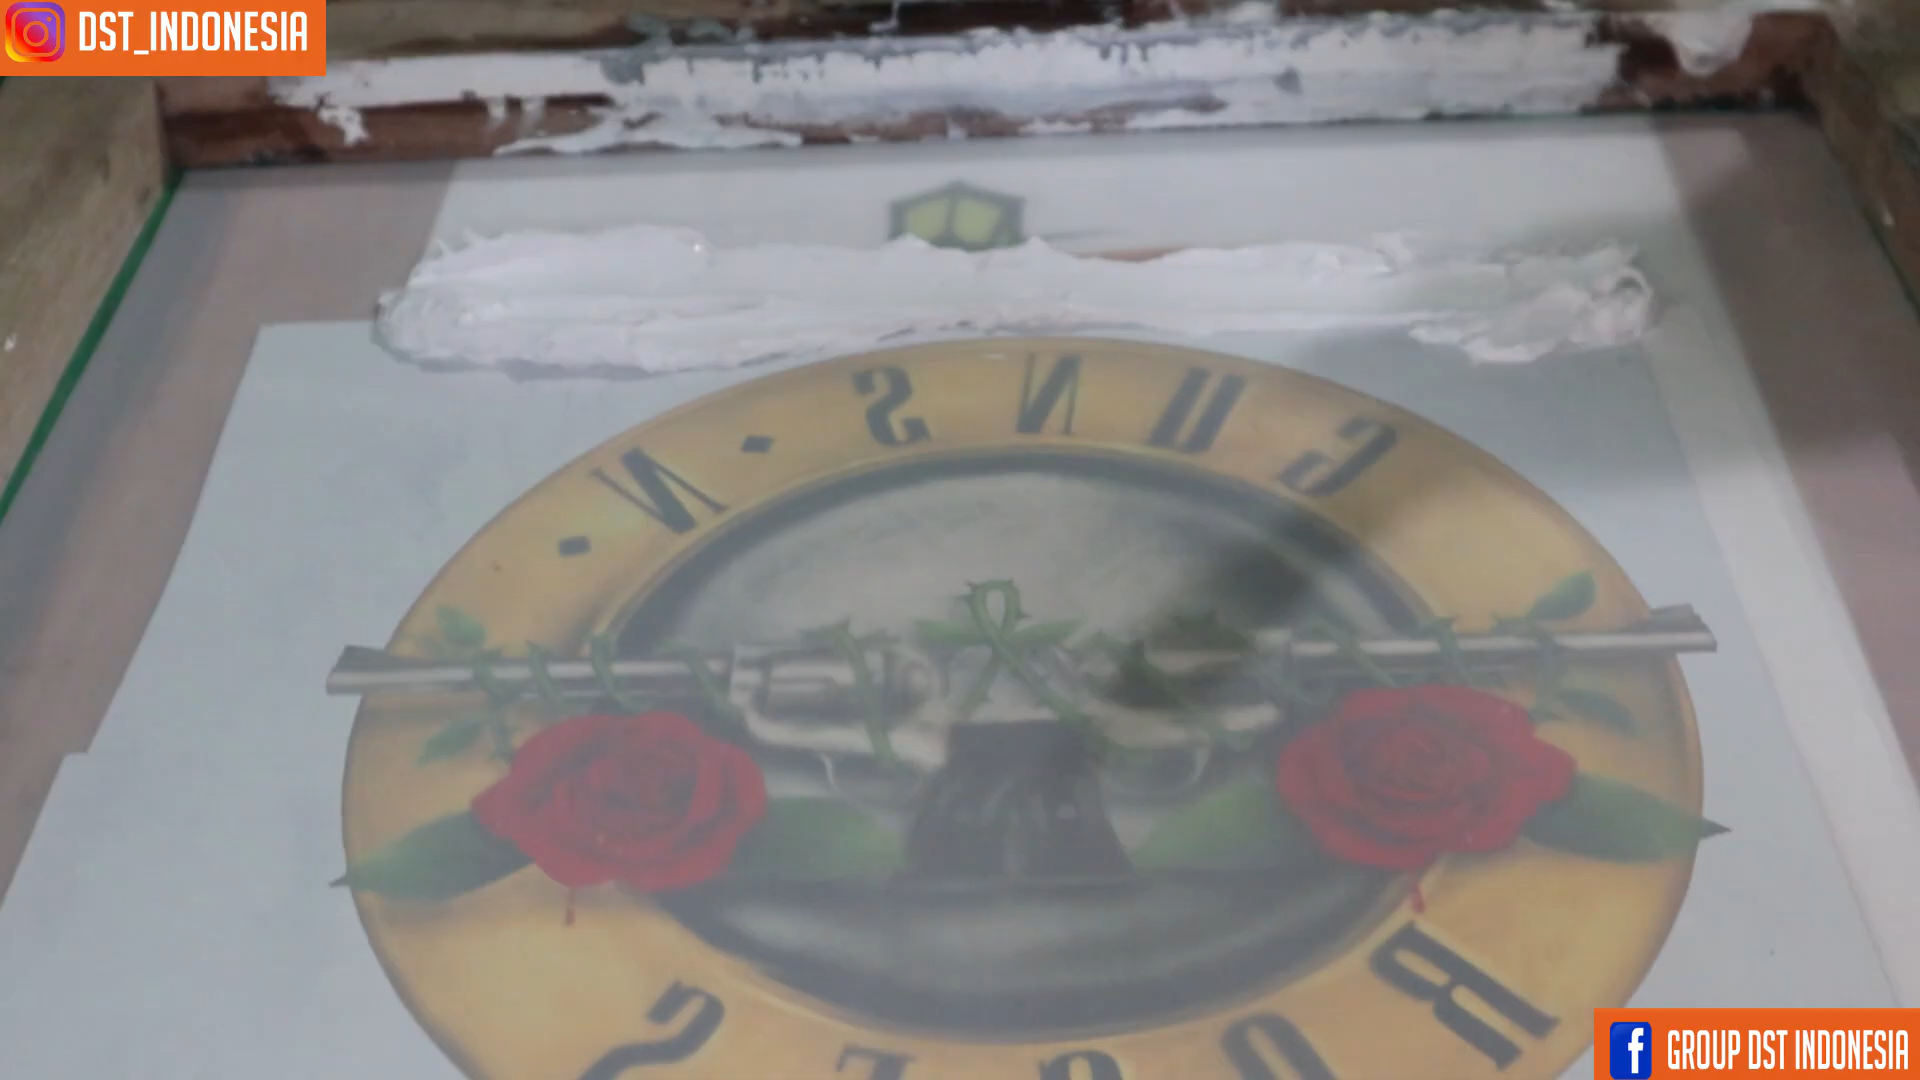 DST_INDONESIA
GUNS • N •
ROSES
GROUP DST INDONESIA